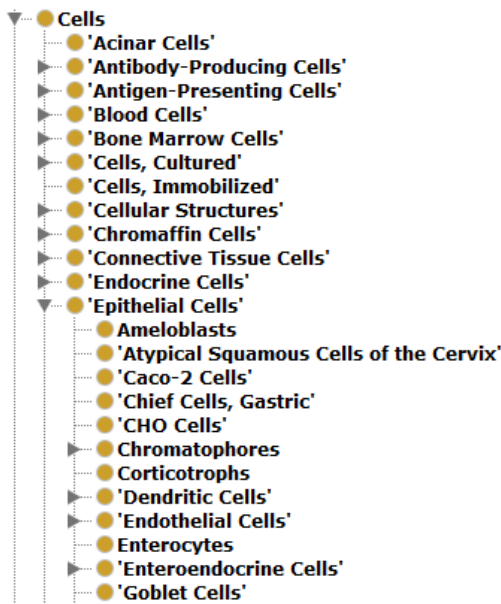 Cells
'Acinar Cells'
'Antibody-Producing Cells'
'Antigen-Presenting Cells'
'Blood Cells'
'Bone Marrow Cells'
'Cells, Cultured'
'Cells, Immobilized'
'Cellular Structures'
'Chromaffin Cells'
'Connective Tissue Cells'
'Endocrine Cells'
'Epithelial Cells'
Ameloblasts
'Atypical Squamous Cells of the Cervix'
'Caco-2 Cells'
'Chief Cells, Gastric'
'CHO Cells'
Chromatophores
Corticotrophs
'Dendritic Cells'
'Endothelial Cells'
Enterocytes
'Enteroendocrine Cells'
'Goblet Cells'